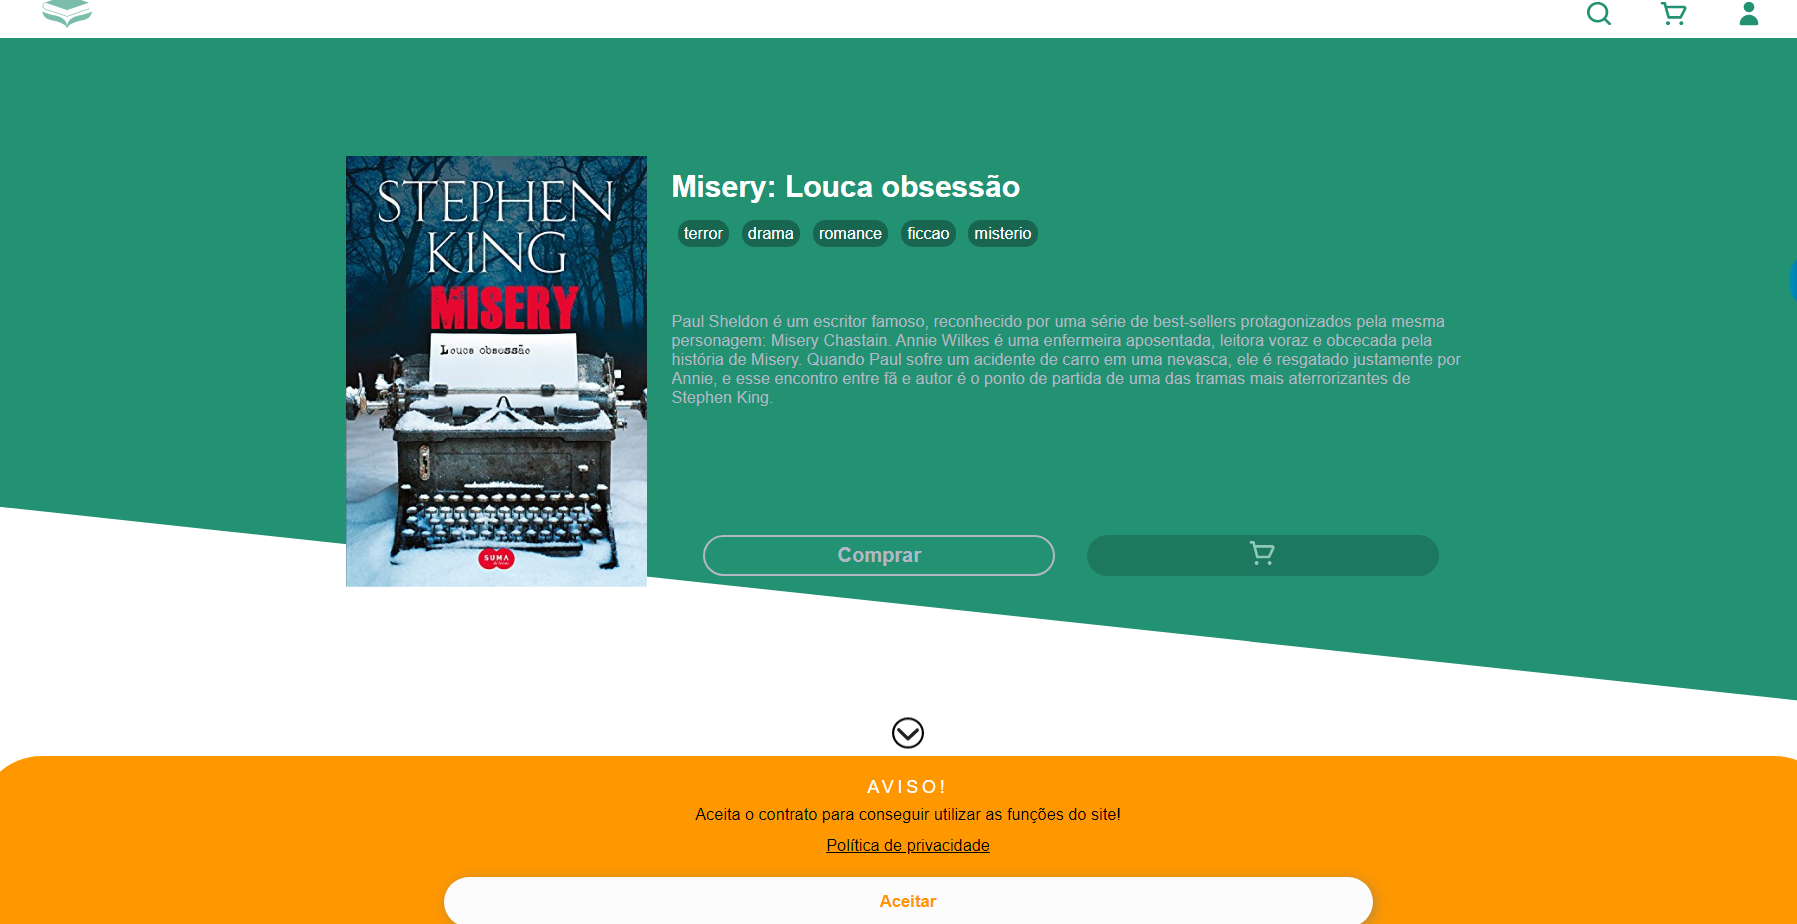 STEPHEN
KING
MISERY
Louca obsessão
SUMA
Misery: Louca obsessão
terror drama romance ficcao misterio
Paul Sheldon é um escritor famoso, reconhecido por uma série de best-sellers protagonizados pela mesma
personagem: Misery Chastain. Annie Wilkes é uma enfermeira aposentada, leitora voraz e obcecada pela
história de Misery. Quando Paul sofre um acidente de carro em uma nevasca, ele é resgatado justamente por
Annie, e esse encontro entre fã e autor é o ponto de partida de uma das tramas mais aterrorizantes de
Stephen King.
Comprar
AVISO!
Aceita o contrato para conseguir utilizar as funções do site!
Política de privacidade
Aceitar